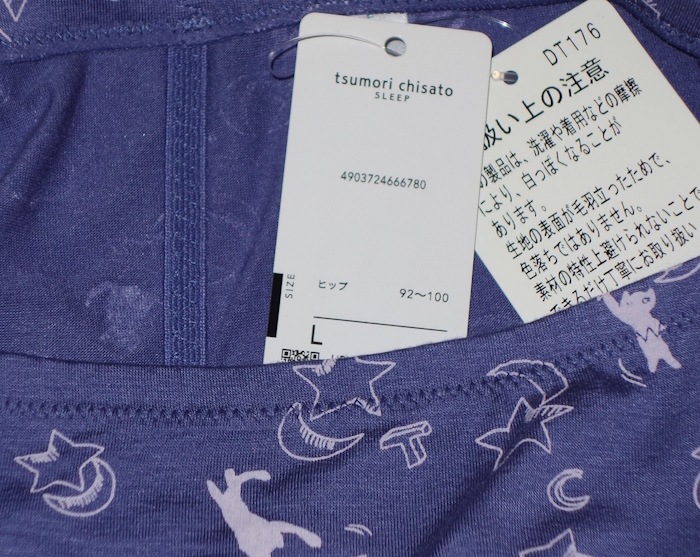 tsumori chisato
SLEEP
4903724666780
SIZE
ヒップ 92～100
L
DT176
扱い上の注意
製品は、洗濯や着用などの摩擦
により、白っぽくなることが
あります。
生地の表面が毛羽立ったためで、
色落ちではありません。
素材の特性上避けられないことで
できるだけ丁寧にお取り扱い